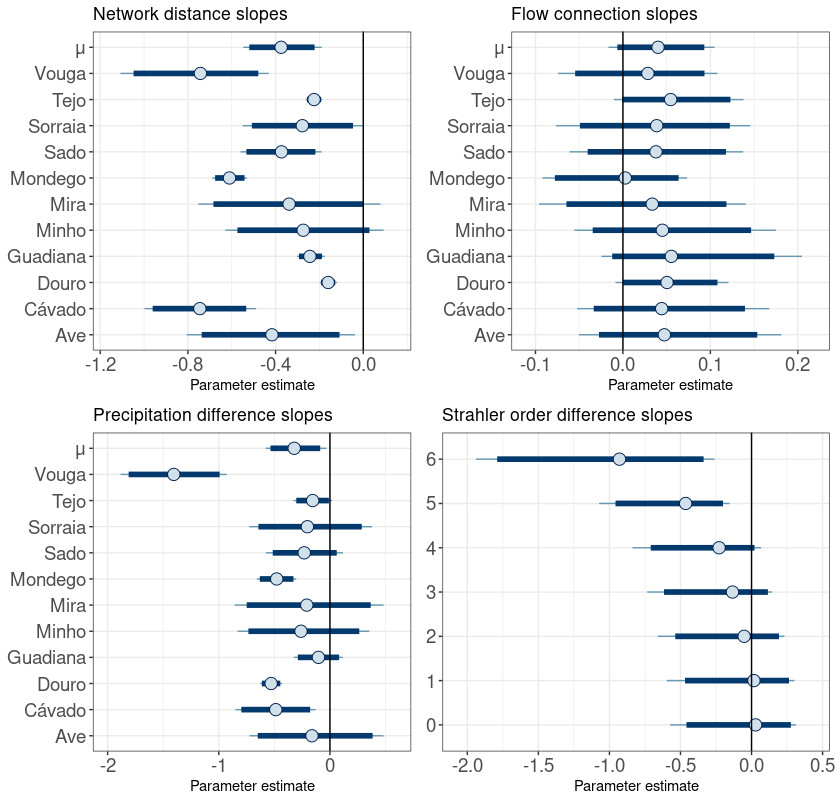 Network distance slopes
μ
Vouga
Tejo
Sorraia
Sado
Mondego
Mira
Minho
Guadiana
Douro
Cávado
Ave
-1.2 -0.8 -0.4 0.0
Parameter estimate
Flow connection slopes
μ
Vouga
Tejo
Sorraia
Sado
Mondego
Mira
Minho
Guadiana
Douro
Cávado
Ave
-0.1 0.0 0.1 0.2
Parameter estimate
Precipitation difference slopes
μ
Vouga
Tejo
Sorraia
Sado
Mondego
Mira
Minho
Guadiana
Douro
Cávado
Ave
-2 -1 0
Parameter estimate
Strahler order difference slopes
6
5
4
3
2
1
0
-2.0 -1.5 -1.0 -0.5 0.0 0.5
Parameter estimate